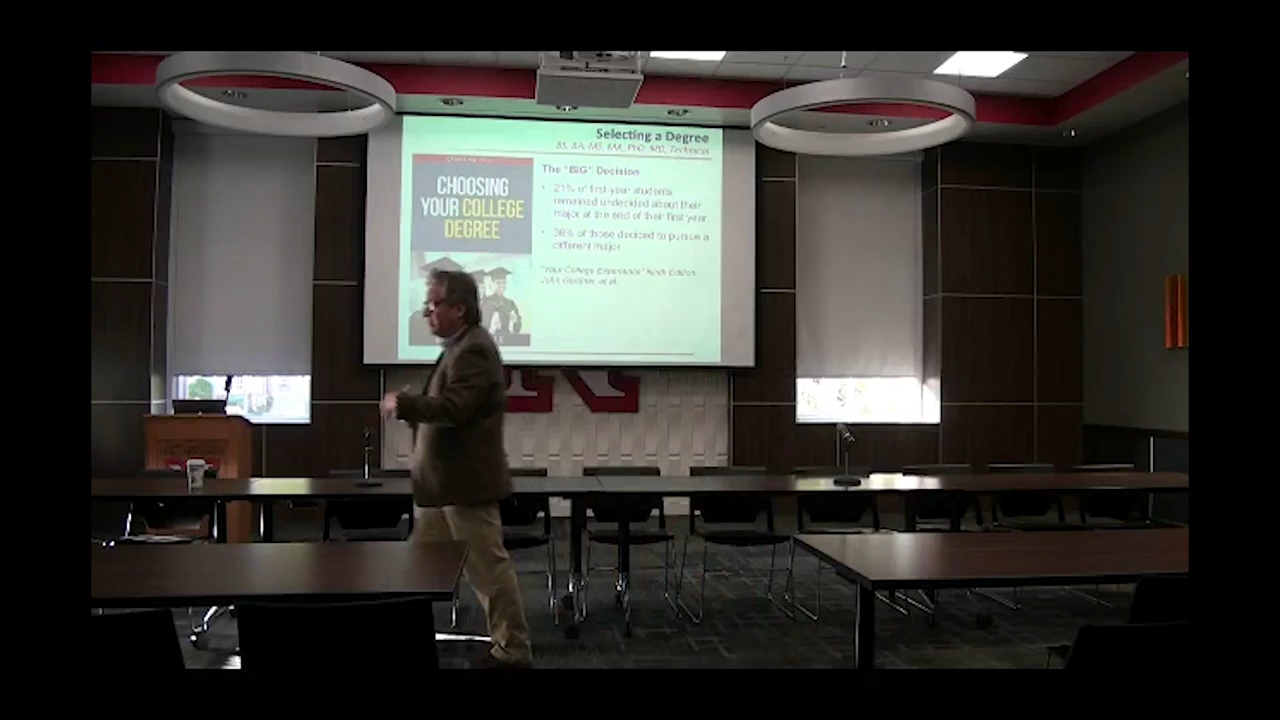 Selecting a Degree
BS, BA, MS, MA, PhD, MD, Technical
CHOOSING
YOUR COLLEGE
DEGREE
The "BIG" Decision
• 21% of first-year students
remained undecided about their
major at the end of their first year
• 36% of those decided to pursue a
different major
"Your College Experience" Ninth Edition
John Gardner, et al.